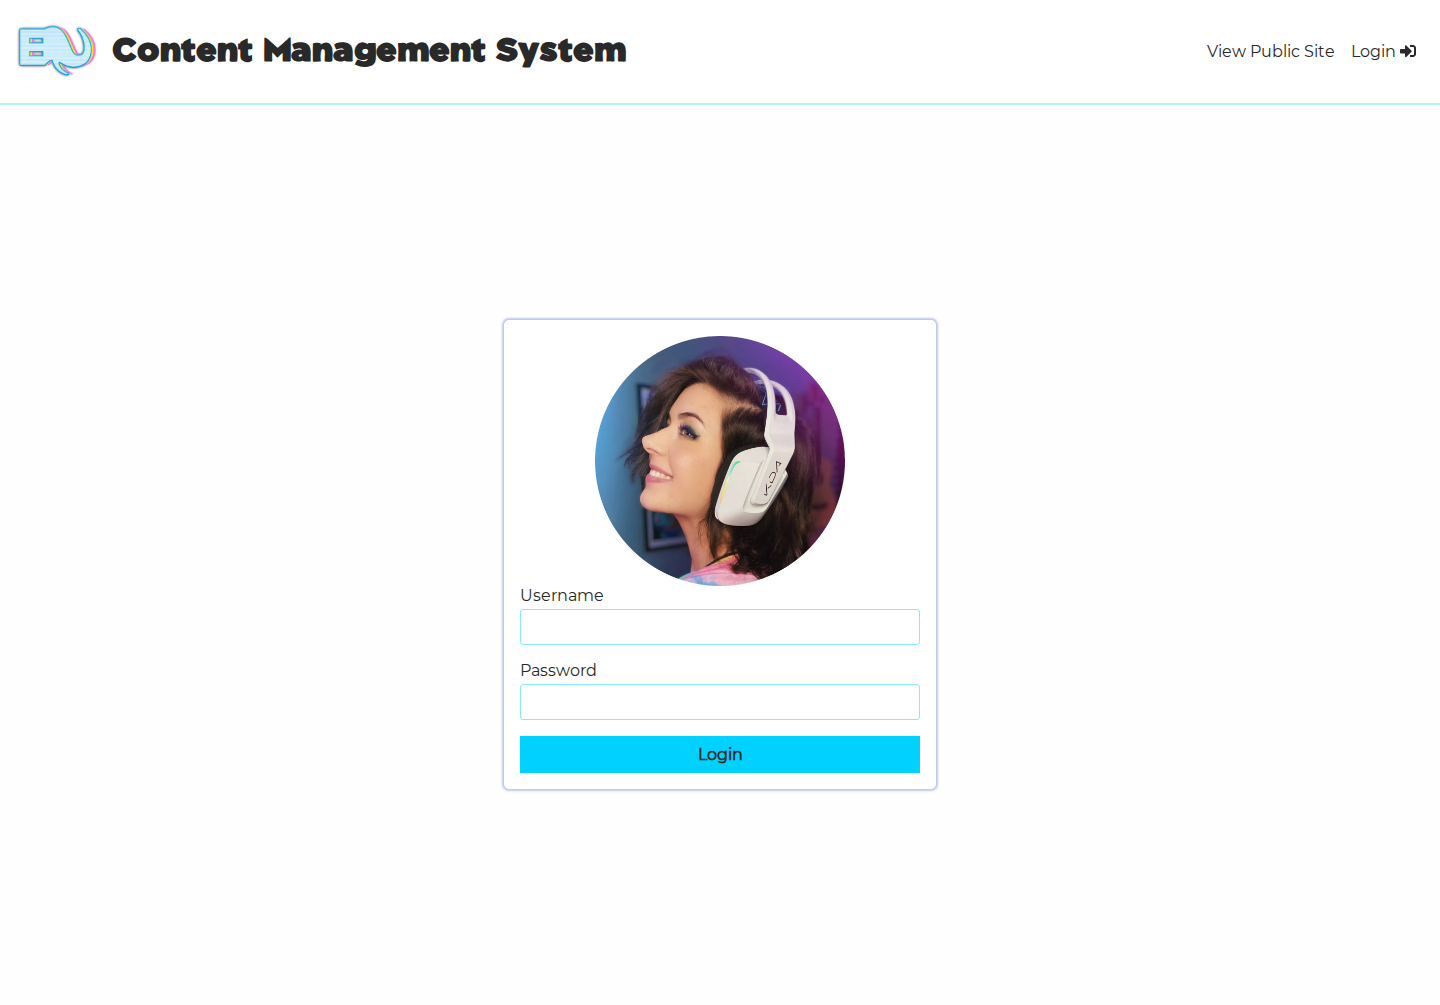 Content Management System
View Public Site
Login
Username
Password
Login